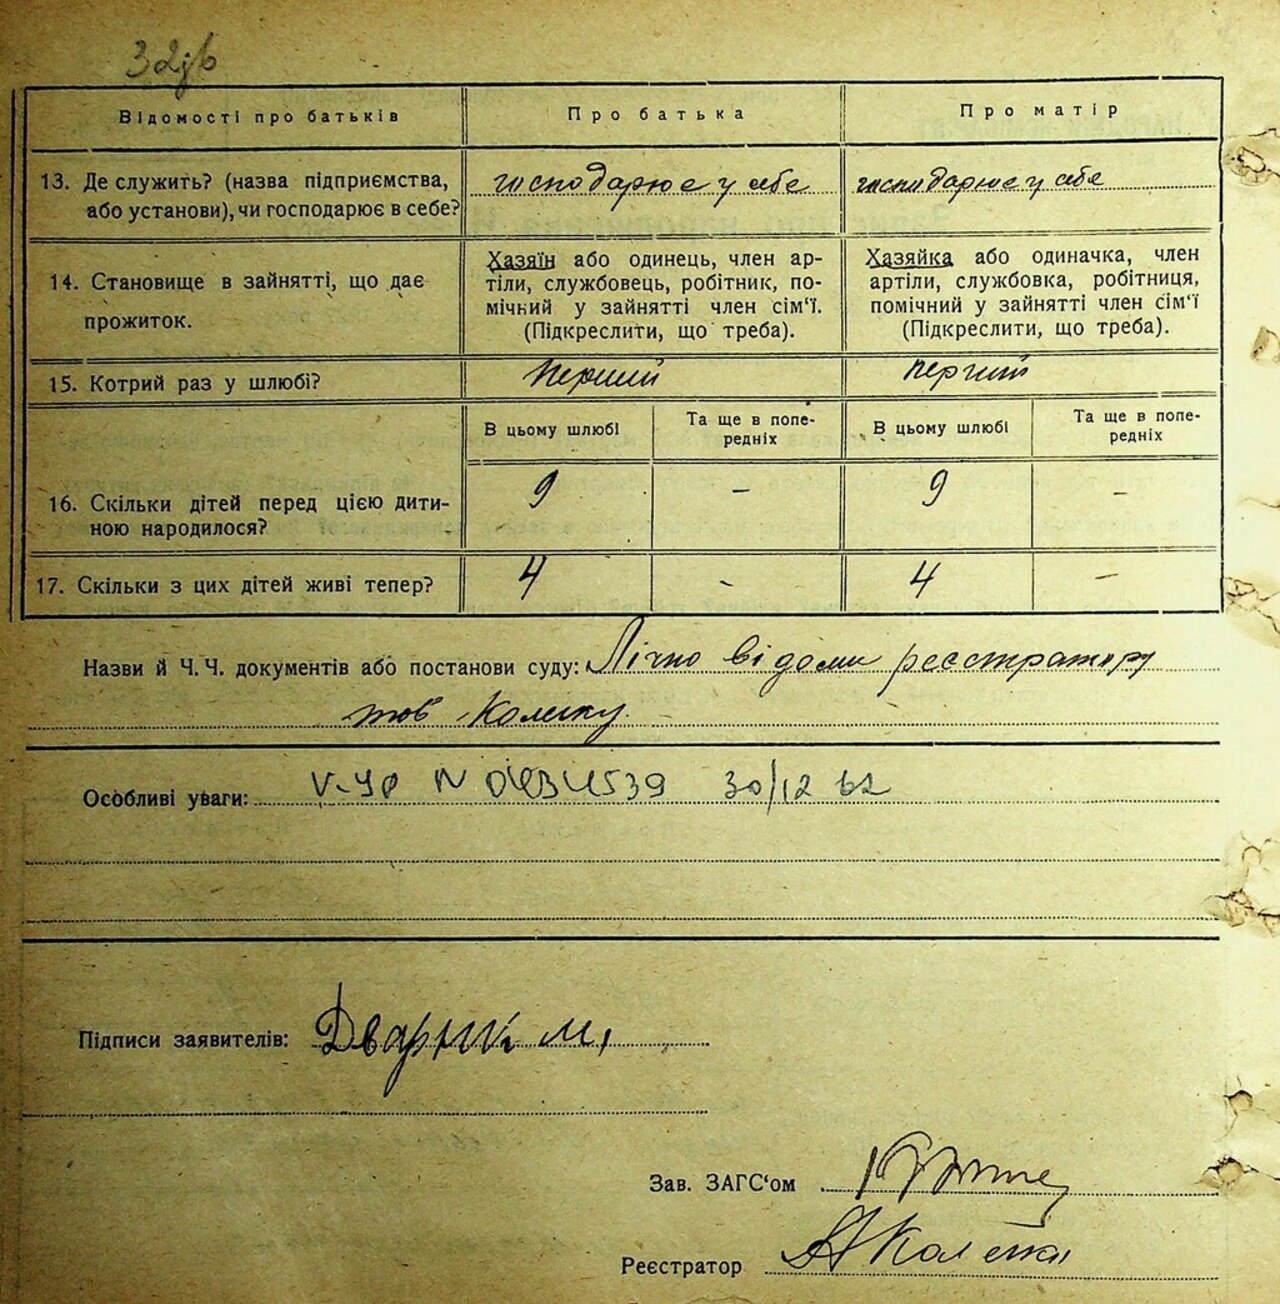 Відомості про батьків Про батька Про матір
13. Де служить? (назва підприємства, або установи), чи господарює в себе?
господарює у себе
господарює у себе
14. Становище в зайнятті, що дає прожиток.
Хазяїн або одинець, член ар-
тіли, службовець, робітник, по-
мічний у зайнятті член сім'ї.
(Підкреслити, що треба).
Хазяйка або одиначка, член
артіли, службовка, робітниця,
помічний у зайнятті член сім'ї
(Підкреслити, що треба).
15. Котрий раз у шлюбі? перший перший
В цьому шлюбі
Та ще в попе-
редніх
В цьому шлюбі
Та ще в попе-
редніх
16. Скільки дітей перед цією дити-
ною народилося?
9 – 9 –
17. Скільки з цих дітей живі тепер? 4 - 4 –
Назви й Ч.Ч. документів або постанови суду: Лічно відоми реєстратору
тов
Особливі уваги: V-ЯР N 30/12 62
Підписи заявителів: М,
Зав. ЗАГС'ом
Реєстратор